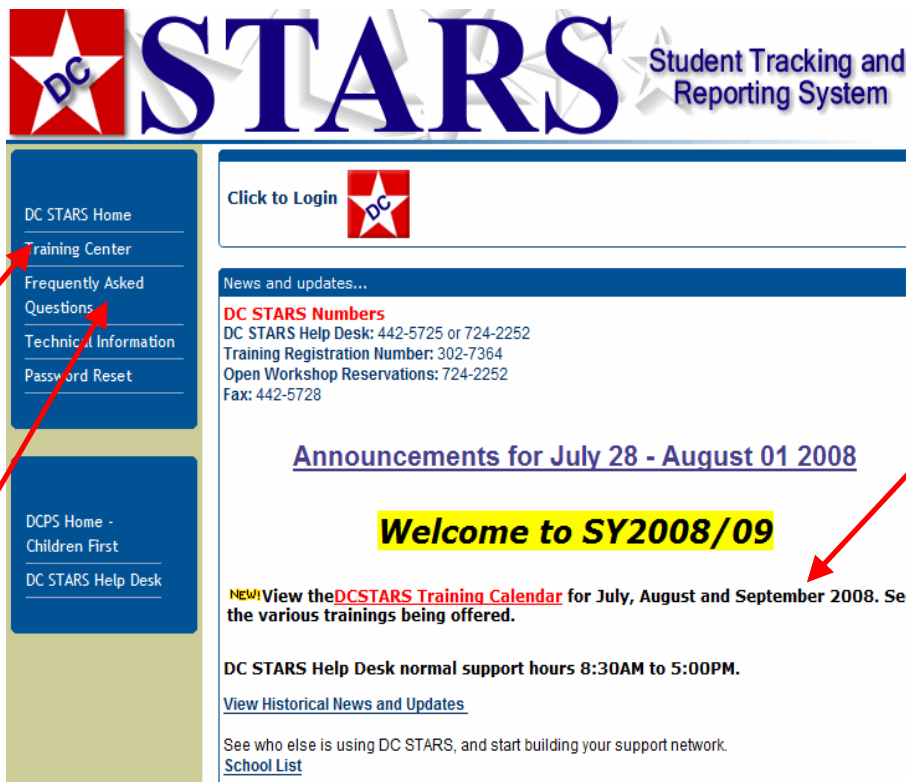 DC
STARS
Student Tracking and
Reporting System
DC STARS Home
Training Center
Frequently Asked
Questions
Technical Information
Password Reset
DCPS Home -
Children First
DC STARS Help Desk
Click to Login
DC
News and updates...
DC STARS Numbers
DC STARS Help Desk: 442-5725 or 724-2252
Training Registration Number: 302-7364
Open Workshop Reservations: 724-2252
Fax: 442-5728
Announcements for July 28 - August 01 2008
Welcome to SY2008/09
NEW! View the DCSTARS Training Calendar for July, August and September 2008. Se
the various trainings being offered.
DC STARS Help Desk normal support hours 8:30AM to 5:00PM.
View Historical News and Updates
See who else is using DC STARS, and start building your support network.
School List